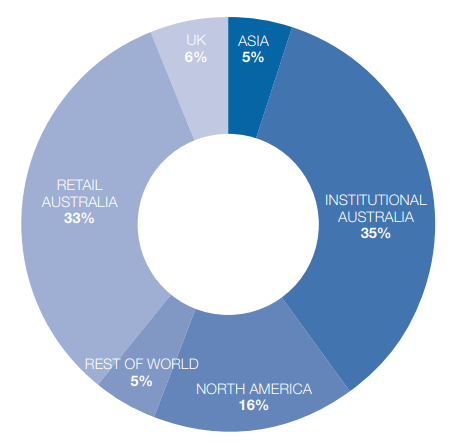 UK
6%
ASIA
5%
INSTITUTIONAL
AUSTRALIA
35%
NORTH AMERICA
16%
REST OF WORLD
5%
RETAIL
AUSTRALIA
33%